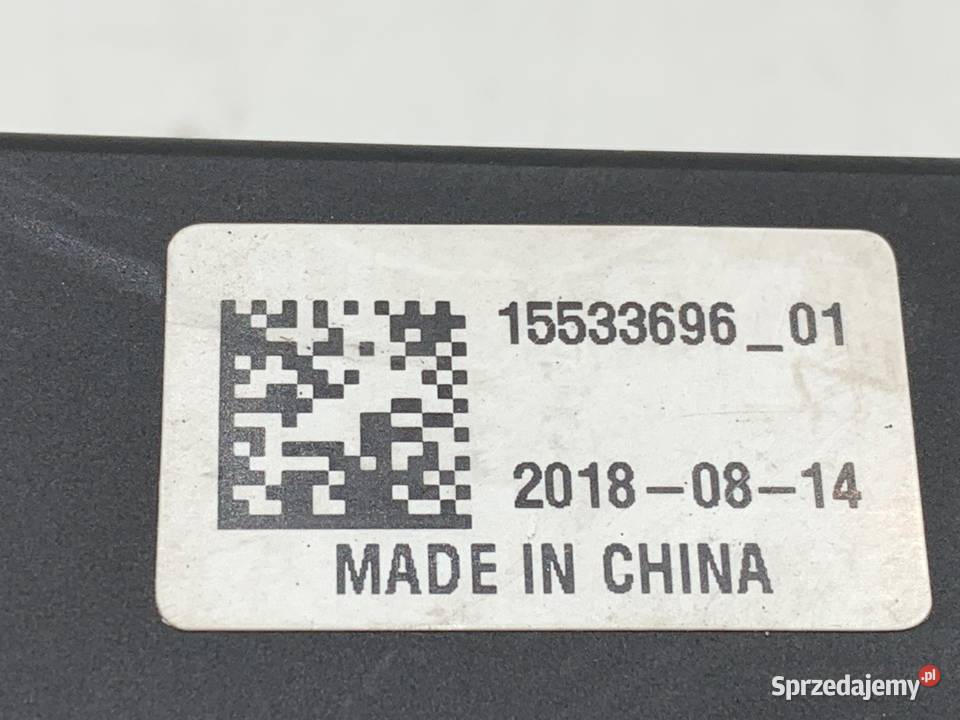 15533696_01
2018-08-14
MADE IN CHINA
Sprzedajemy.pl